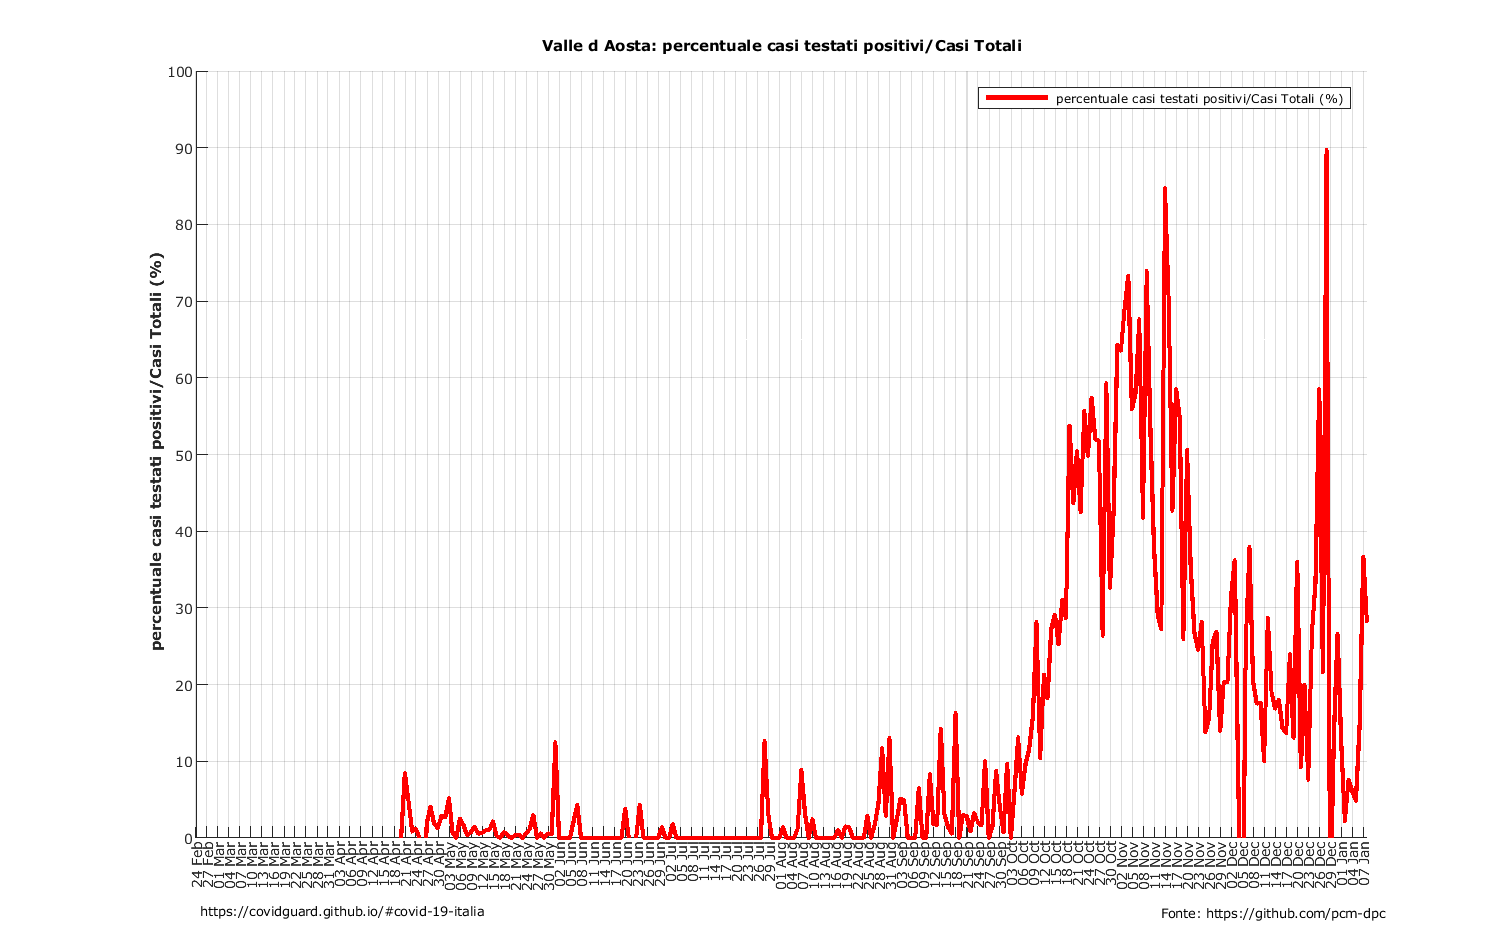 Valle d Aosta: percentuale casi testati positivi/Casi Totali
percentuale casi testati positivi/Casi Totali (%)
percentuale casi testati positivi/Casi Totali (%)
100
90
80
70
60
50
40
30
20
10
0
24 Feb
27 Feb
01 Mar
04 Mar
07 Mar
10 Mar
13 Mar
16 Mar
19 Mar
22 Mar
25 Mar
28 Mar
31 Mar
03 Apr
06 Apr
09 Apr
12 Apr
15 Apr
18 Apr
21 Apr
24 Apr
27 Apr
30 Apr
03 May
06 May
09 May
12 May
15 May
18 May
21 May
24 May
27 May
30 May
02 Jun
05 Jun
08 Jun
11 Jun
14 Jun
17 Jun
20 Jun
23 Jun
26 Jun
29 Jun
02 Jul
05 Jul
08 Jul
11 Jul
14 Jul
17 Jul
20 Jul
23 Jul
26 Jul
29 Jul
01 Aug
04 Aug
07 Aug
10 Aug
13 Aug
16 Aug
19 Aug
22 Aug
25 Aug
28 Aug
31 Aug
03 Sep
06 Sep
09 Sep
12 Sep
15 Sep
18 Sep
21 Sep
24 Sep
27 Sep
30 Sep
03 Oct
06 Oct
09 Oct
12 Oct
15 Oct
18 Oct
21 Oct
24 Oct
27 Oct
30 Oct
02 Nov
05 Nov
08 Nov
11 Nov
14 Nov
17 Nov
20 Nov
23 Nov
26 Nov
29 Nov
02 Dec
05 Dec
08 Dec
11 Dec
14 Dec
17 Dec
20 Dec
23 Dec
26 Dec
29 Dec
01 Jan
04 Jan
07 Jan
https://covidguard.github.io/#covid-19-italia
Fonte: https://github.com/pcm-dpc